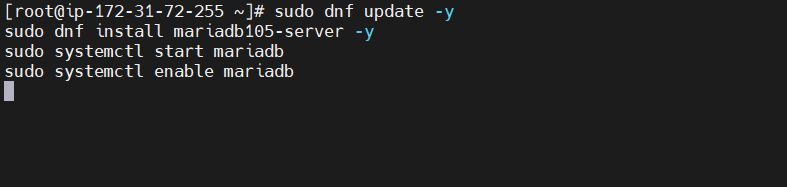 [root@ip-172-31-72-255 ~]# sudo dnf update -y
sudo dnf install mariadb105-server -y
sudo systemctl start mariadb
sudo systemctl enable mariadb